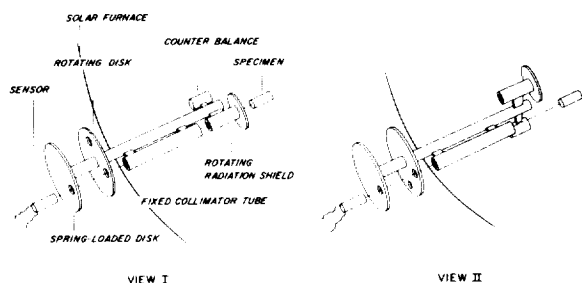 SOLAR FURNACE
COUNTER BALANCE
SPECIMEN
ROTATING DISK
SENSOR
ROTATING
RADIATION SHIELD
FIXED COLLIMATOR TUBE
SPRING-LOADED DISK
VIEW I
VIEW II